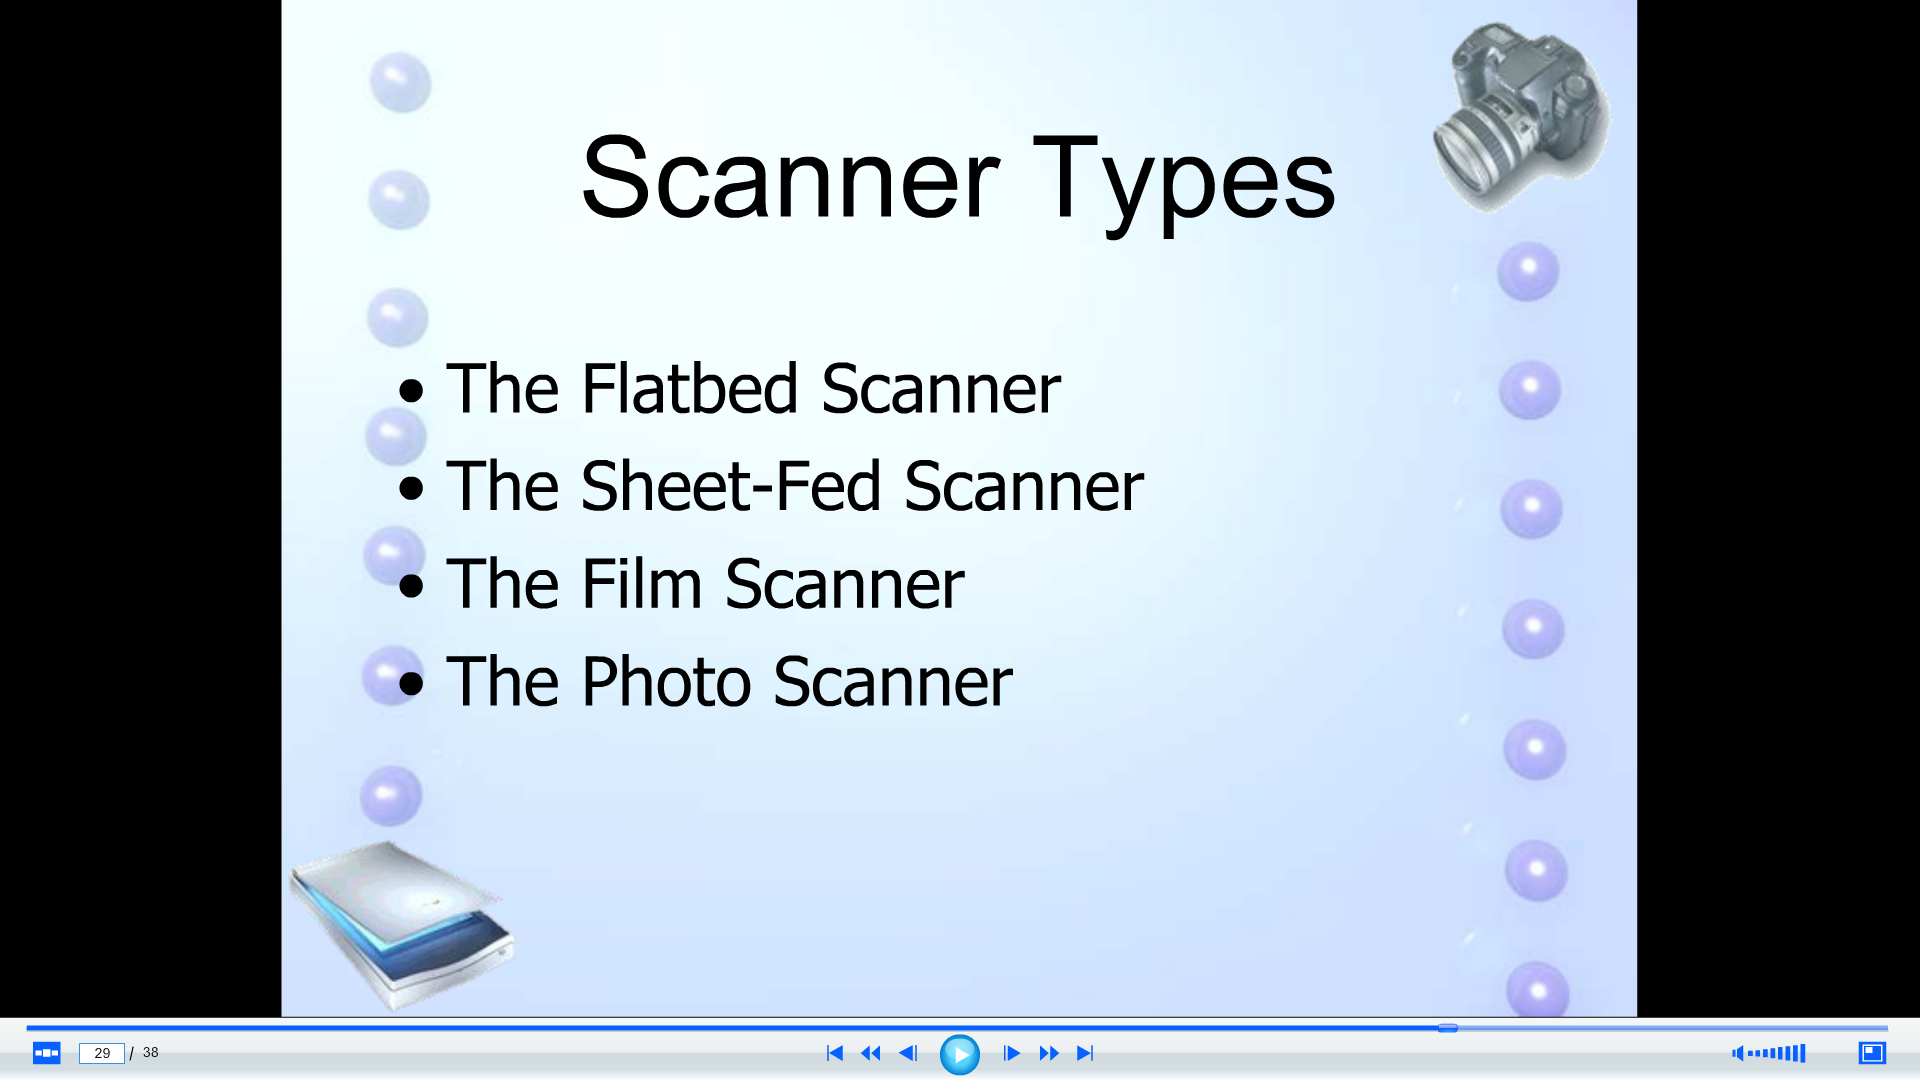 Scanner Types
• The Flatbed Scanner
• The Sheet-Fed Scanner
• The Film Scanner
• The Photo Scanner
29 / 38